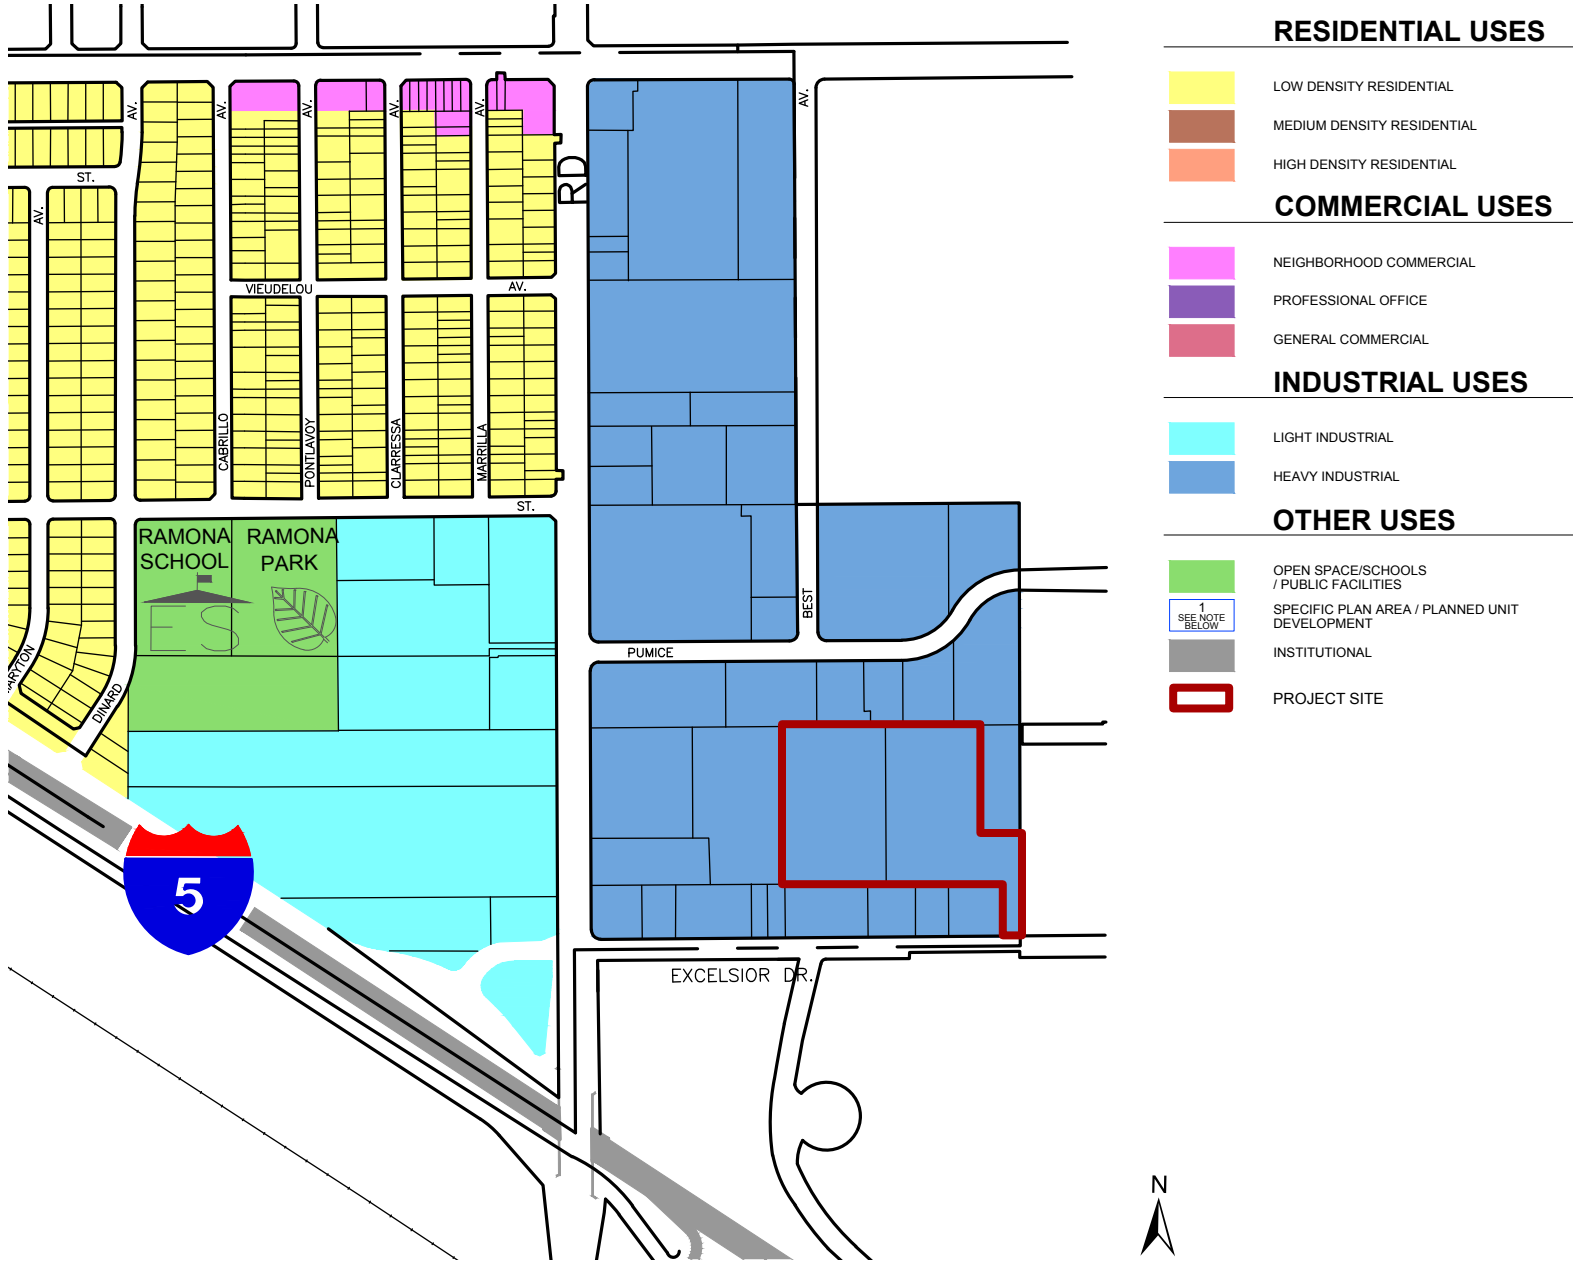 RESIDENTIAL USES
LOW DENSITY RESIDENTIAL
MEDIUM DENSITY RESIDENTIAL
HIGH DENSITY RESIDENTIAL
COMMERCIAL USES
NEIGHBORHOOD COMMERCIAL
PROFESSIONAL OFFICE
GENERAL COMMERCIAL
INDUSTRIAL USES
LIGHT INDUSTRIAL
HEAVY INDUSTRIAL
OTHER USES
OPEN SPACE/SCHOOLS
/ PUBLIC FACILITIES
1
SEE NOTE
BELOW
SPECIFIC PLAN AREA / PLANNED UNIT
DEVELOPMENT
INSTITUTIONAL
PROJECT SITE
AV.
AV.
AV.
AV.
AV.
AV.
RD
ST.
AV.
VIEUDELOU
AV.
CABRILLO
PONTLAVOY
CLARRESSA
MARRILLA
ST.
RAMONA
SCHOOL
RAMONA
PARK
ES
BEST
PUMICE
ARYTON
DINARD
5
EXCELSIOR DR.
N